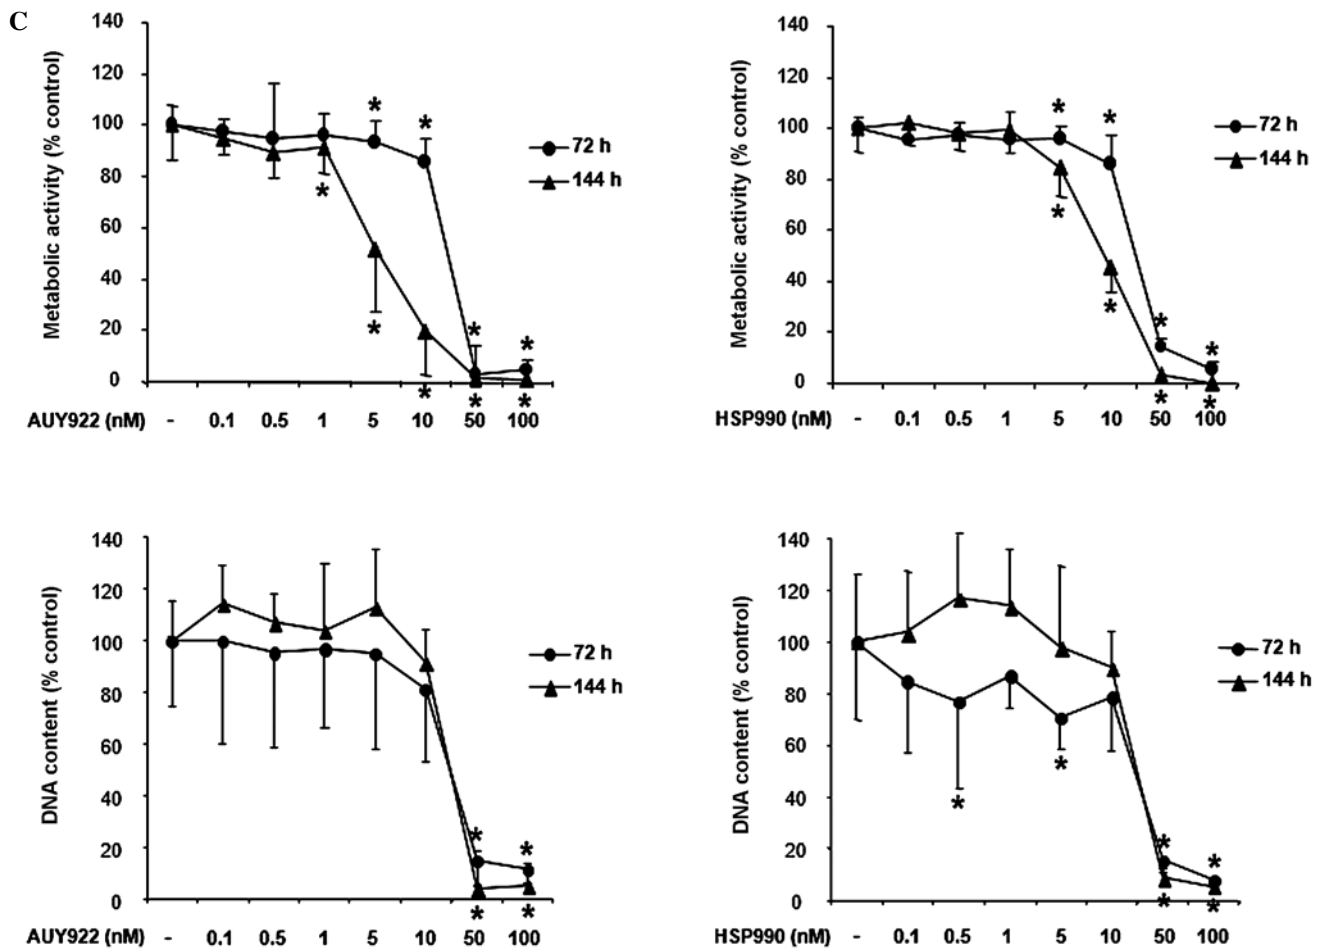 C
Metabolic activity (% control)
140
120
100
80
60
40
20
0
* * * * * * * * *
72 h
144 h
AUY922 (nM) - 0.1 0.5 1 5 10 50 100
Metabolic activity (% control)
140
120
100
80
60
40
20
0
* * * * * * * *
72 h
144 h
HSP990 (nM) - 0.1 0.5 1 5 10 50 100
DNA content (% control)
140
120
100
80
60
40
20
0
* * * *
72 h
144 h
AUY922 (nM) - 0.1 0.5 1 5 10 50 100
DNA content (% control)
140
120
100
80
60
40
20
0
* * * * * *
72 h
144 h
HSP990 (nM) - 0.1 0.5 1 5 10 50 100